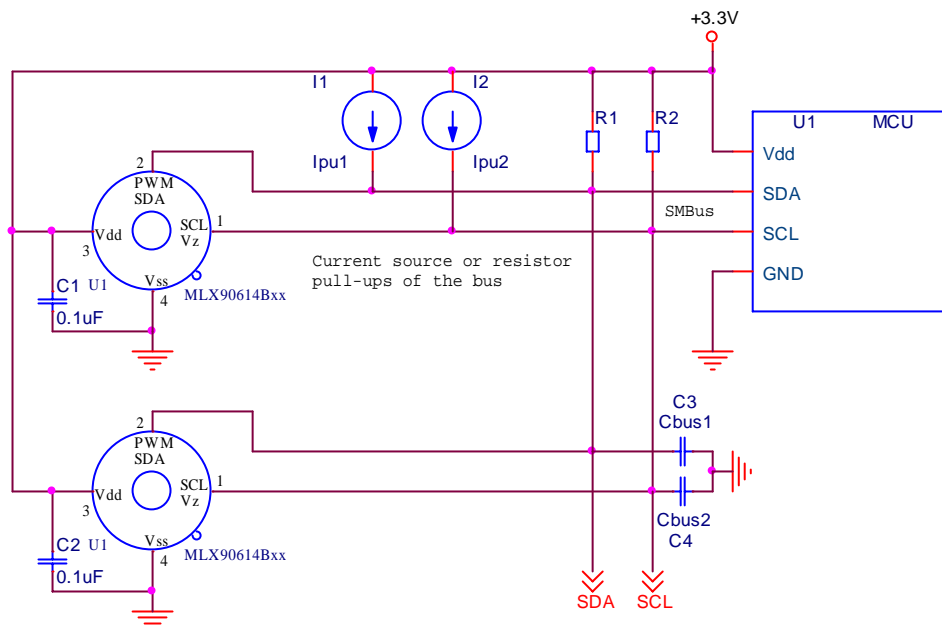 +3.3V
I1
I2
R1
R2
U1
MCU
Ipu1
Ipu2
Vdd
SDA
SCL
GND
SMBus
2
PWM
SDA
SCL
Vz
1
Vdd
3
Vss
4
C1
U1
0.1uF
MLX90614Bxx
Current source or resistor
pull-ups of the bus
2
PWM
SDA
SCL
Vz
1
Vdd
3
Vss
4
C2
U1
0.1uF
MLX90614Bxx
C3
Cbus1
Cbus2
C4
SDA
SCL